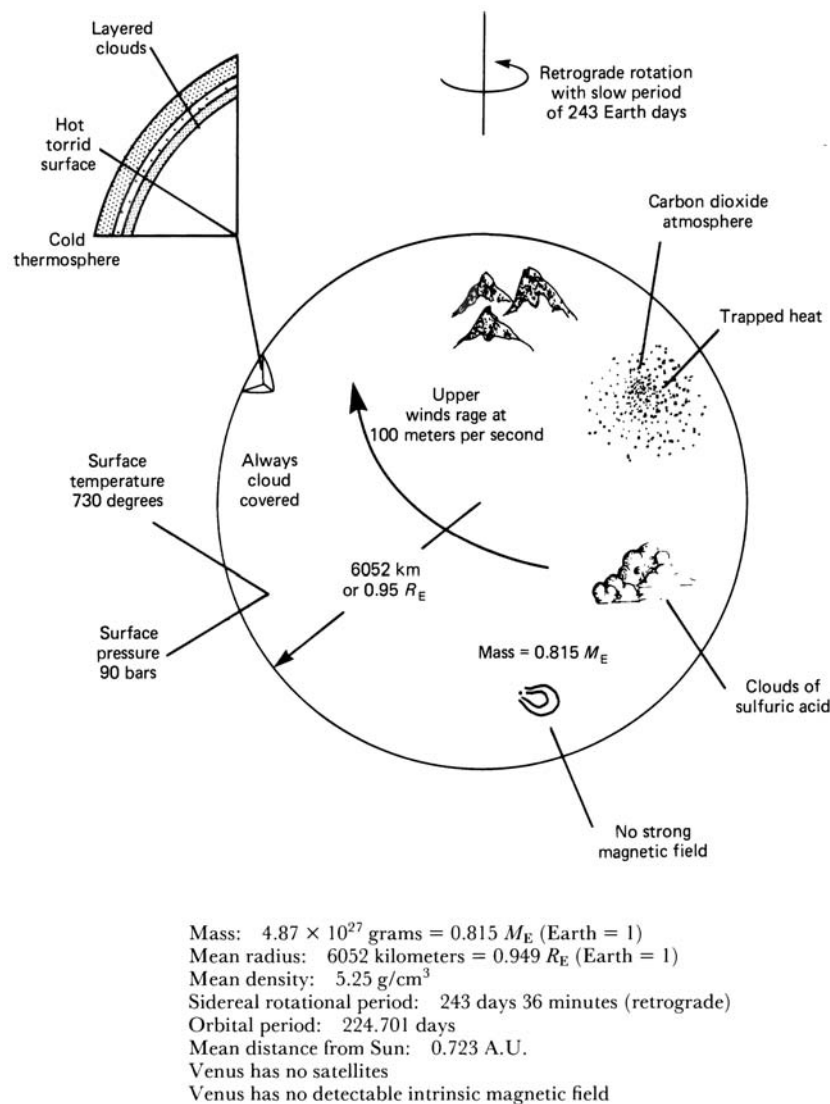 Layered
clouds
Hot
torrid
surface
Cold
thermosphere
Retrograde rotation
with slow period
of 243 Earth days
Carbon dioxide
atmosphere
Trapped heat
Upper
winds rage at
100 meters per second
Surface
temperature
730 degrees
Always
cloud
covered
6052 km
or 0.95 R_E
Surface
pressure
90 bars
Mass = 0.815 M_E
Clouds of
sulfuric acid
No strong
magnetic field
Mass: 4.87 × 10²⁷ grams = 0.815 M_E (Earth = 1)
Mean radius: 6052 kilometers = 0.949 R_E (Earth = 1)
Mean density: 5.25 g/cm³
Sidereal rotational period: 243 days 36 minutes (retrograde)
Orbital period: 224.701 days
Mean distance from Sun: 0.723 A.U.
Venus has no satellites
Venus has no detectable intrinsic magnetic field